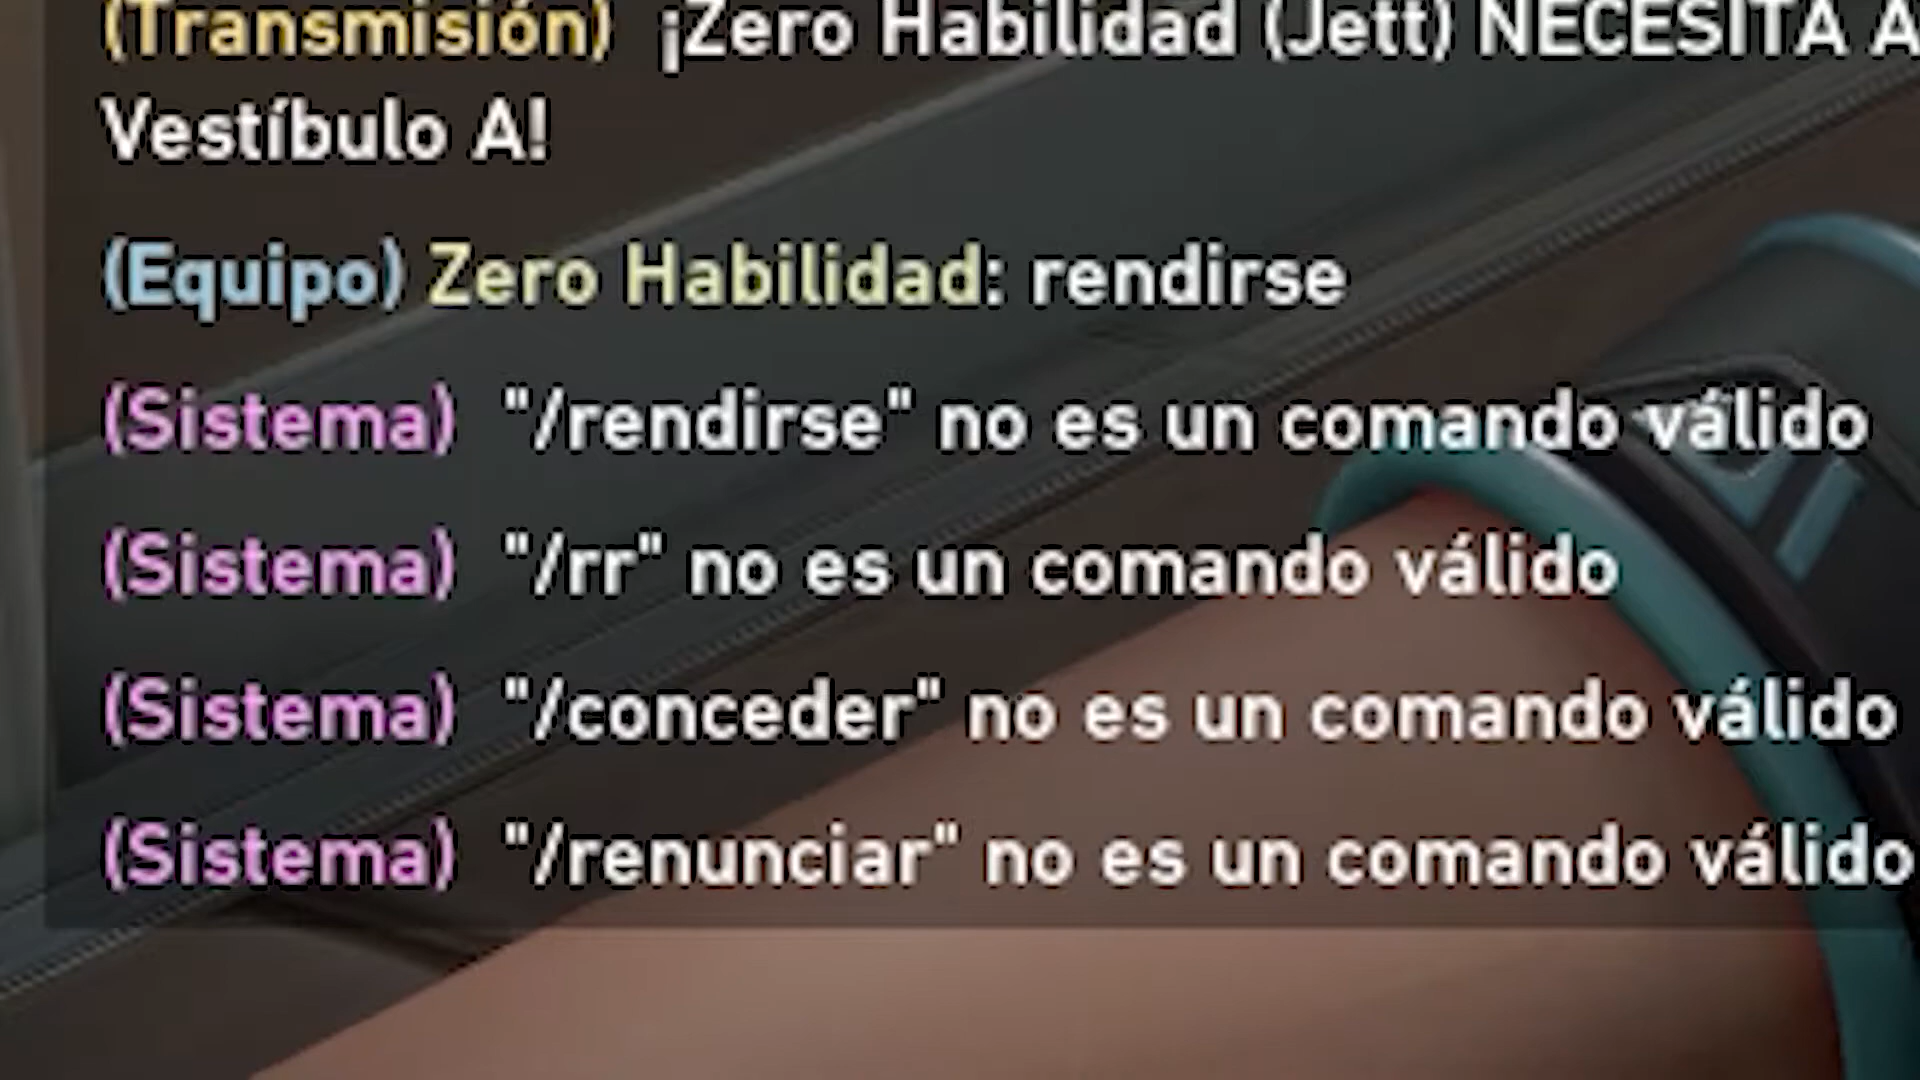 (Transmisión) ¡Zero Habilidad (Jett) NECESITA
Vestíbulo A!
(Equipo) Zero Habilidad: rendirse
(Sistema) "/rendirse" no es un comando válido
(Sistema) "/rr" no es un comando válido
(Sistema) "/conceder" no es un comando válido
(Sistema) "/renunciar" no es un comando válido